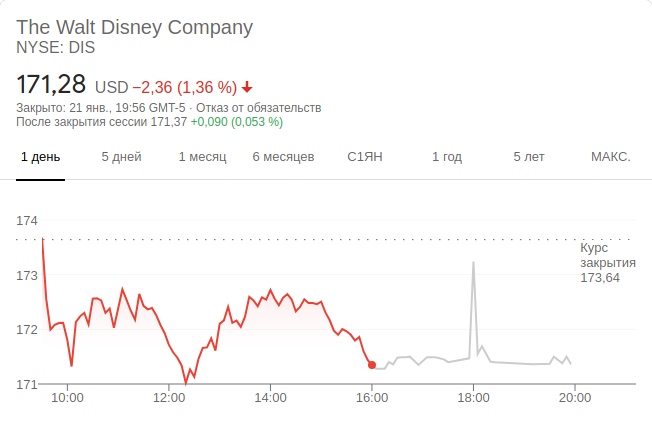 The Walt Disney Company
NYSE: DIS
171,28 USD −2,36 (1,36 %)
Закрыто: 21 янв., 19:56 GMT-5 · Отказ от обязательств
После закрытия сессии 171,37 +0,090 (0,053 %)
1 день 5 дней 1 месяц 6 месяцев С1ЯН 1 год 5 лет МАКС.
174
Курс
закрытия
173,64
173
172
171
10:00 12:00 14:00 16:00 18:00 20:00